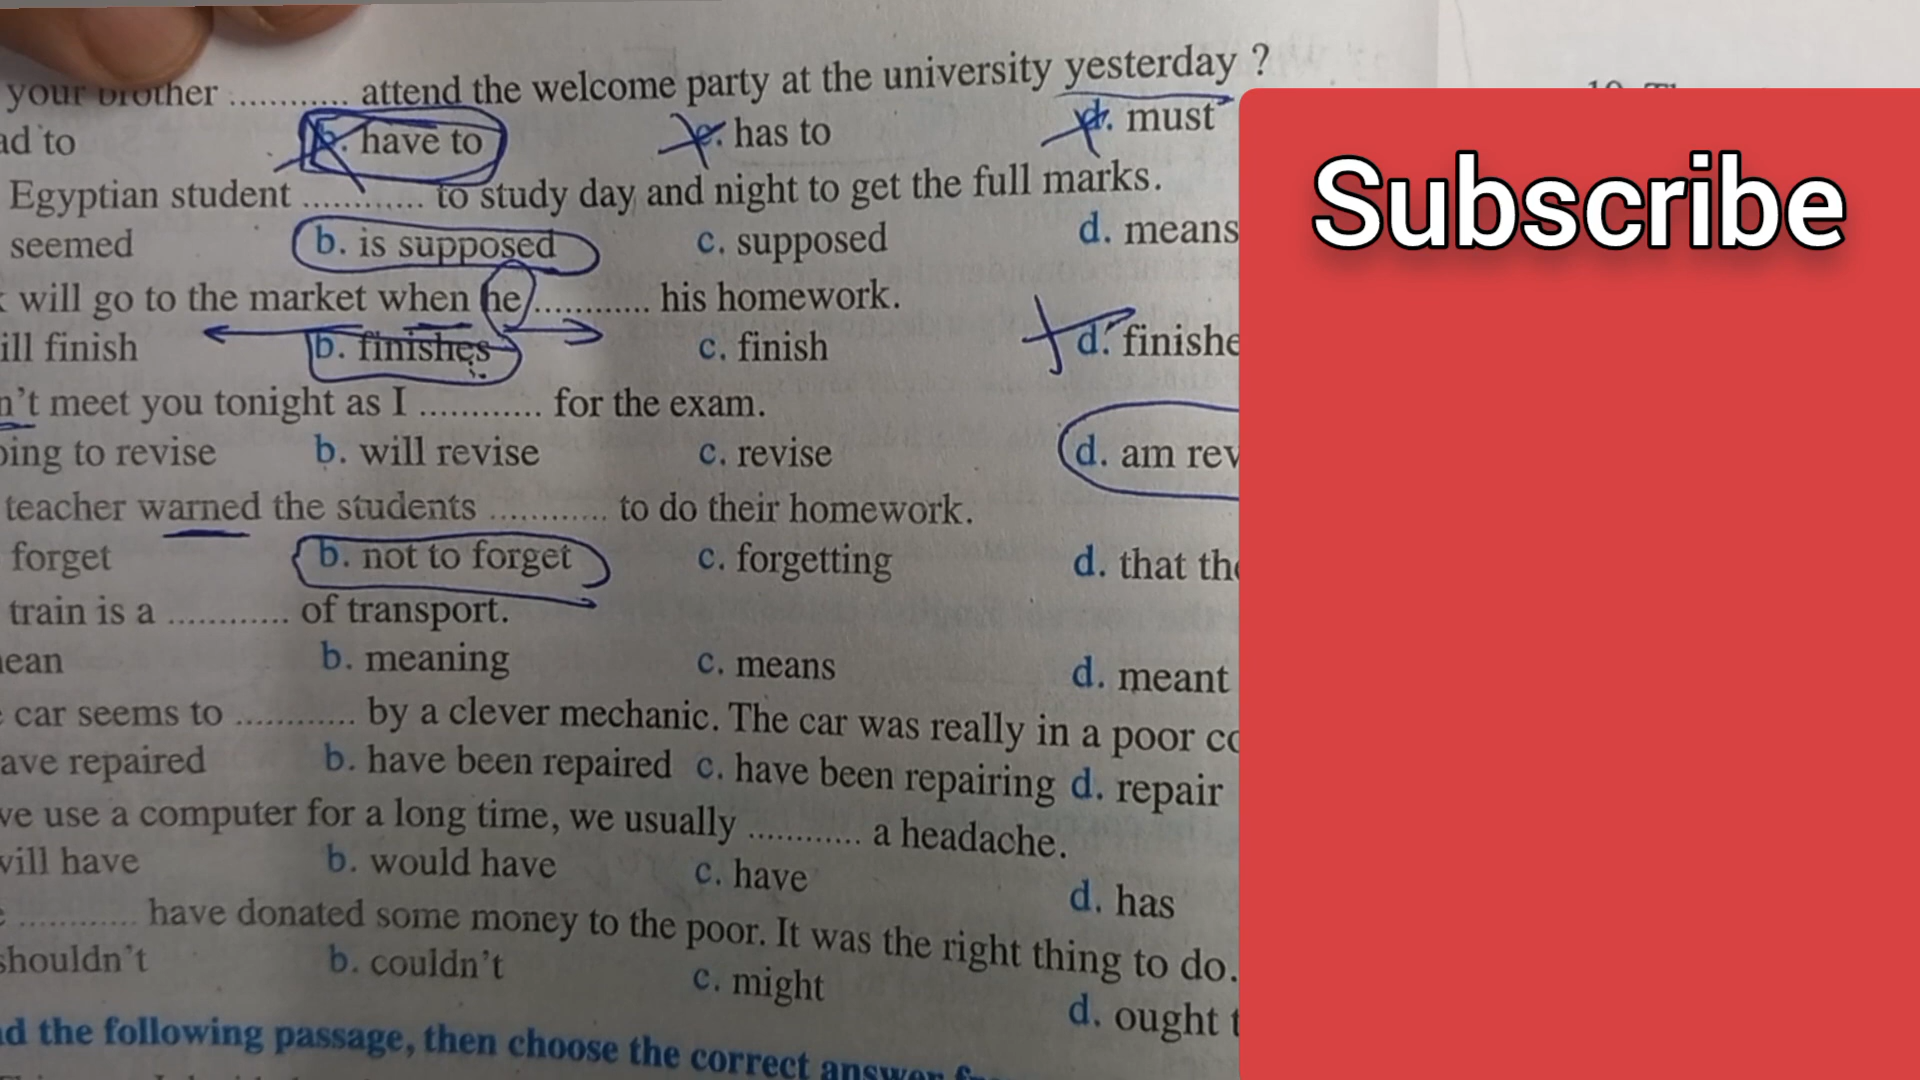 your brother ............ attend the welcome party at the university yesterday ?
ad to b. have to c. has to d. must
Egyptian student ............ to study day and night to get the full marks.
seemed b. is supposed c. supposed d. means
will go to the market when he ............ his homework.
ill finish b. finishes c. finish d. finishe
n't meet you tonight as I ............ for the exam.
oing to revise b. will revise c. revise d. am rev
teacher warned the students ............ to do their homework.
forget b. not to forget c. forgetting d. that the
train is a ............ of transport.
ean b. meaning c. means d. meant
car seems to ............ by a clever mechanic. The car was really in a poor co
ave repaired b. have been repaired c. have been repairing d. repair
we use a computer for a long time, we usually ............ a headache.
will have b. would have c. have d. has
............ have donated some money to the poor. It was the right thing to do.
shouldn't b. couldn't c. might d. ought t
d the following passage, then choose the correct answer
Subscribe